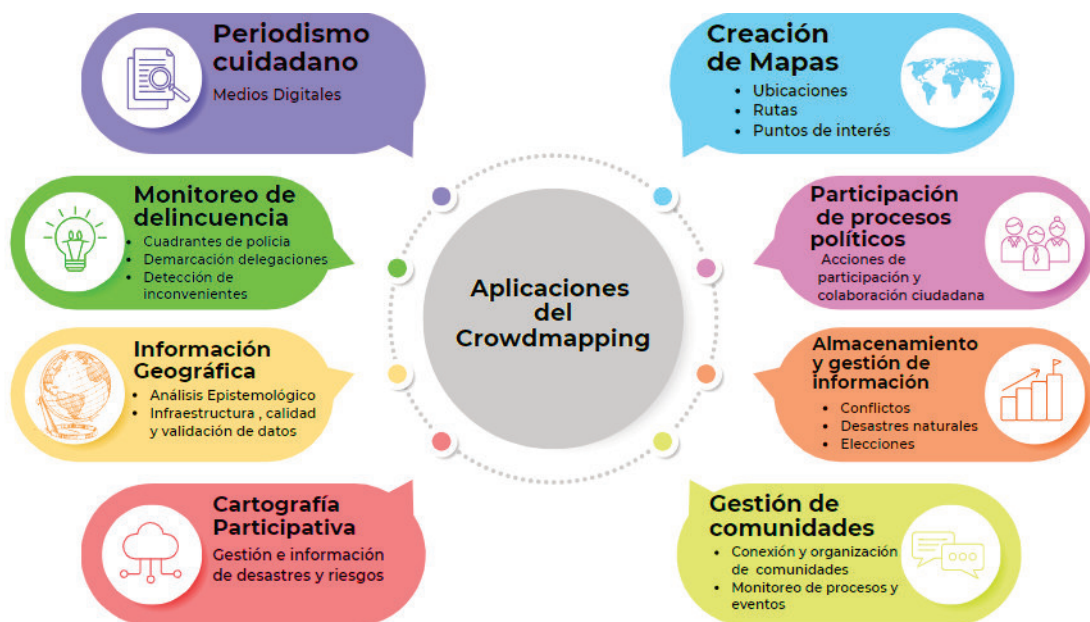 Periodismo
cuidadano
Medios Digitales
Creación
de Mapas
• Ubicaciones
• Rutas
• Puntos de interés
Monitoreo de
delincuencia
• Cuadrantes de policia
• Demarcación delegaciones
• Detección de
inconvenientes
Participación
de procesos
políticos
Acciones de
participación y
colaboración ciudadana
Aplicaciones
del
Crowdmapping
Información
Geográfica
• Análisis Epistemológico
• Infraestructura , calidad
y validación de datos
Almacenamiento
y gestión de
información
• Conflictos
• Desastres naturales
• Elecciones
Cartografía
Participativa
Gestión e información
de desastres y riesgos
Gestión de
comunidades
• Conexión y organización
de comunidades
• Monitoreo de procesos y
eventos